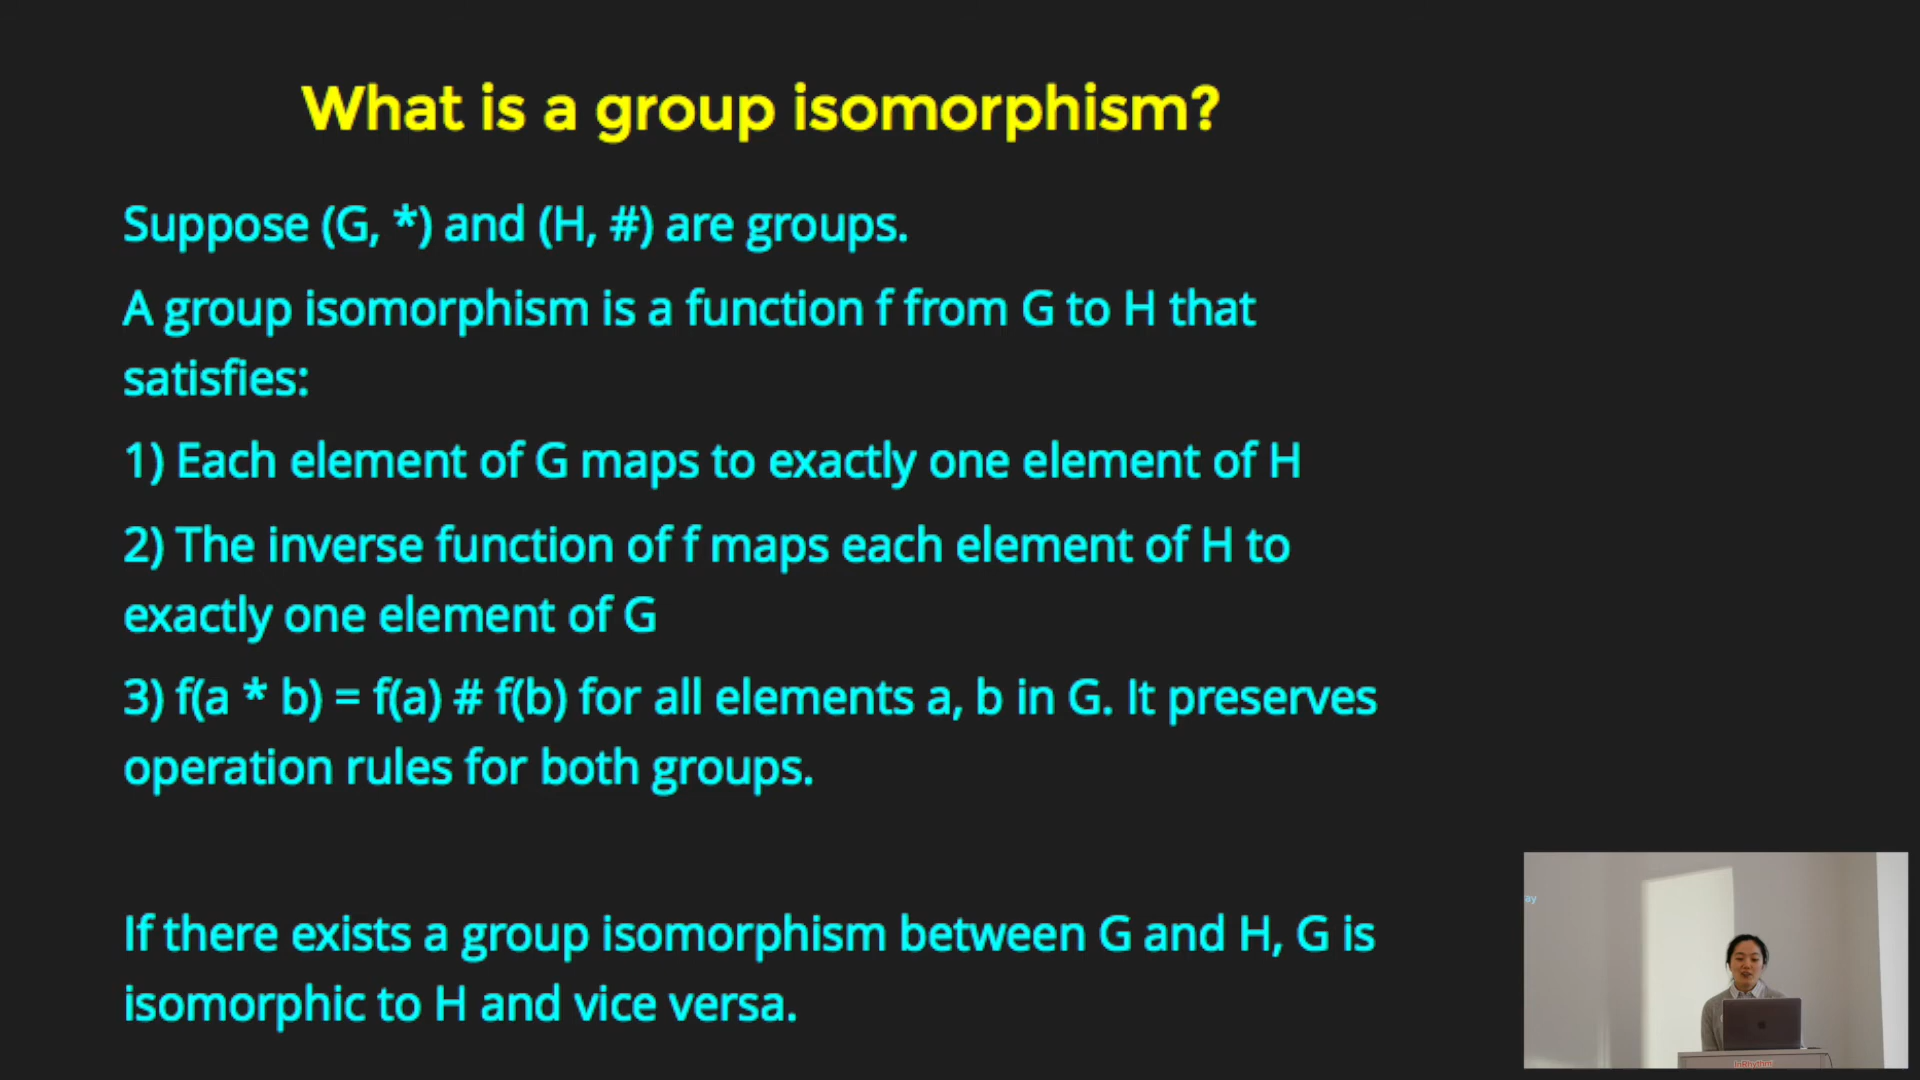 What is a group isomorphism?
Suppose (G, *) and (H, #) are groups.
A group isomorphism is a function f from G to H that
satisfies:
1) Each element of G maps to exactly one element of H
2) The inverse function of f maps each element of H to
exactly one element of G
3) f(a * b) = f(a) # f(b) for all elements a, b in G. It preserves
operation rules for both groups.
If there exists a group isomorphism between G and H, G is
isomorphic to H and vice versa.
ay